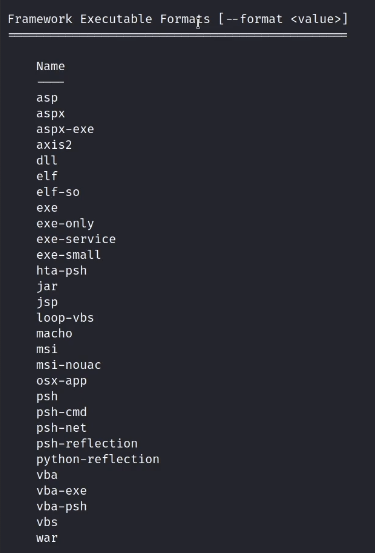 Framework Executable Formats [--format <value>]
Name
asp
aspx
aspx-exe
axis2
dll
elf
elf-so
exe
exe-only
exe-service
exe-small
hta-psh
jar
jsp
loop-vbs
macho
msi
msi-nouac
osx-app
psh
psh-cmd
psh-net
psh-reflection
python-reflection
vba
vba-exe
vba-psh
vbs
war